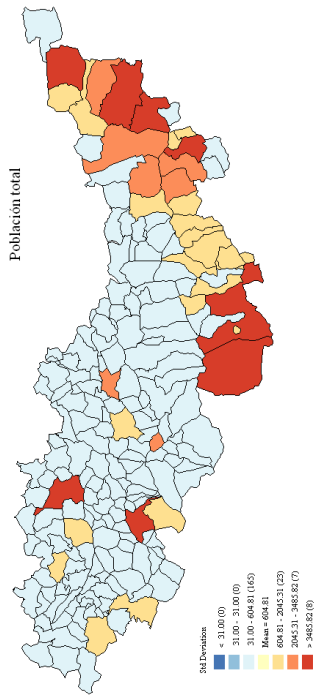 Población total
Std Deviation
< 31.00 (0)
31.00 - 31.00 (0)
31.00 - 604.81 (165)
Mean = 604.81
604.81 - 2045.31 (23)
2045.31 - 3485.82 (7)
> 3485.82 (8)